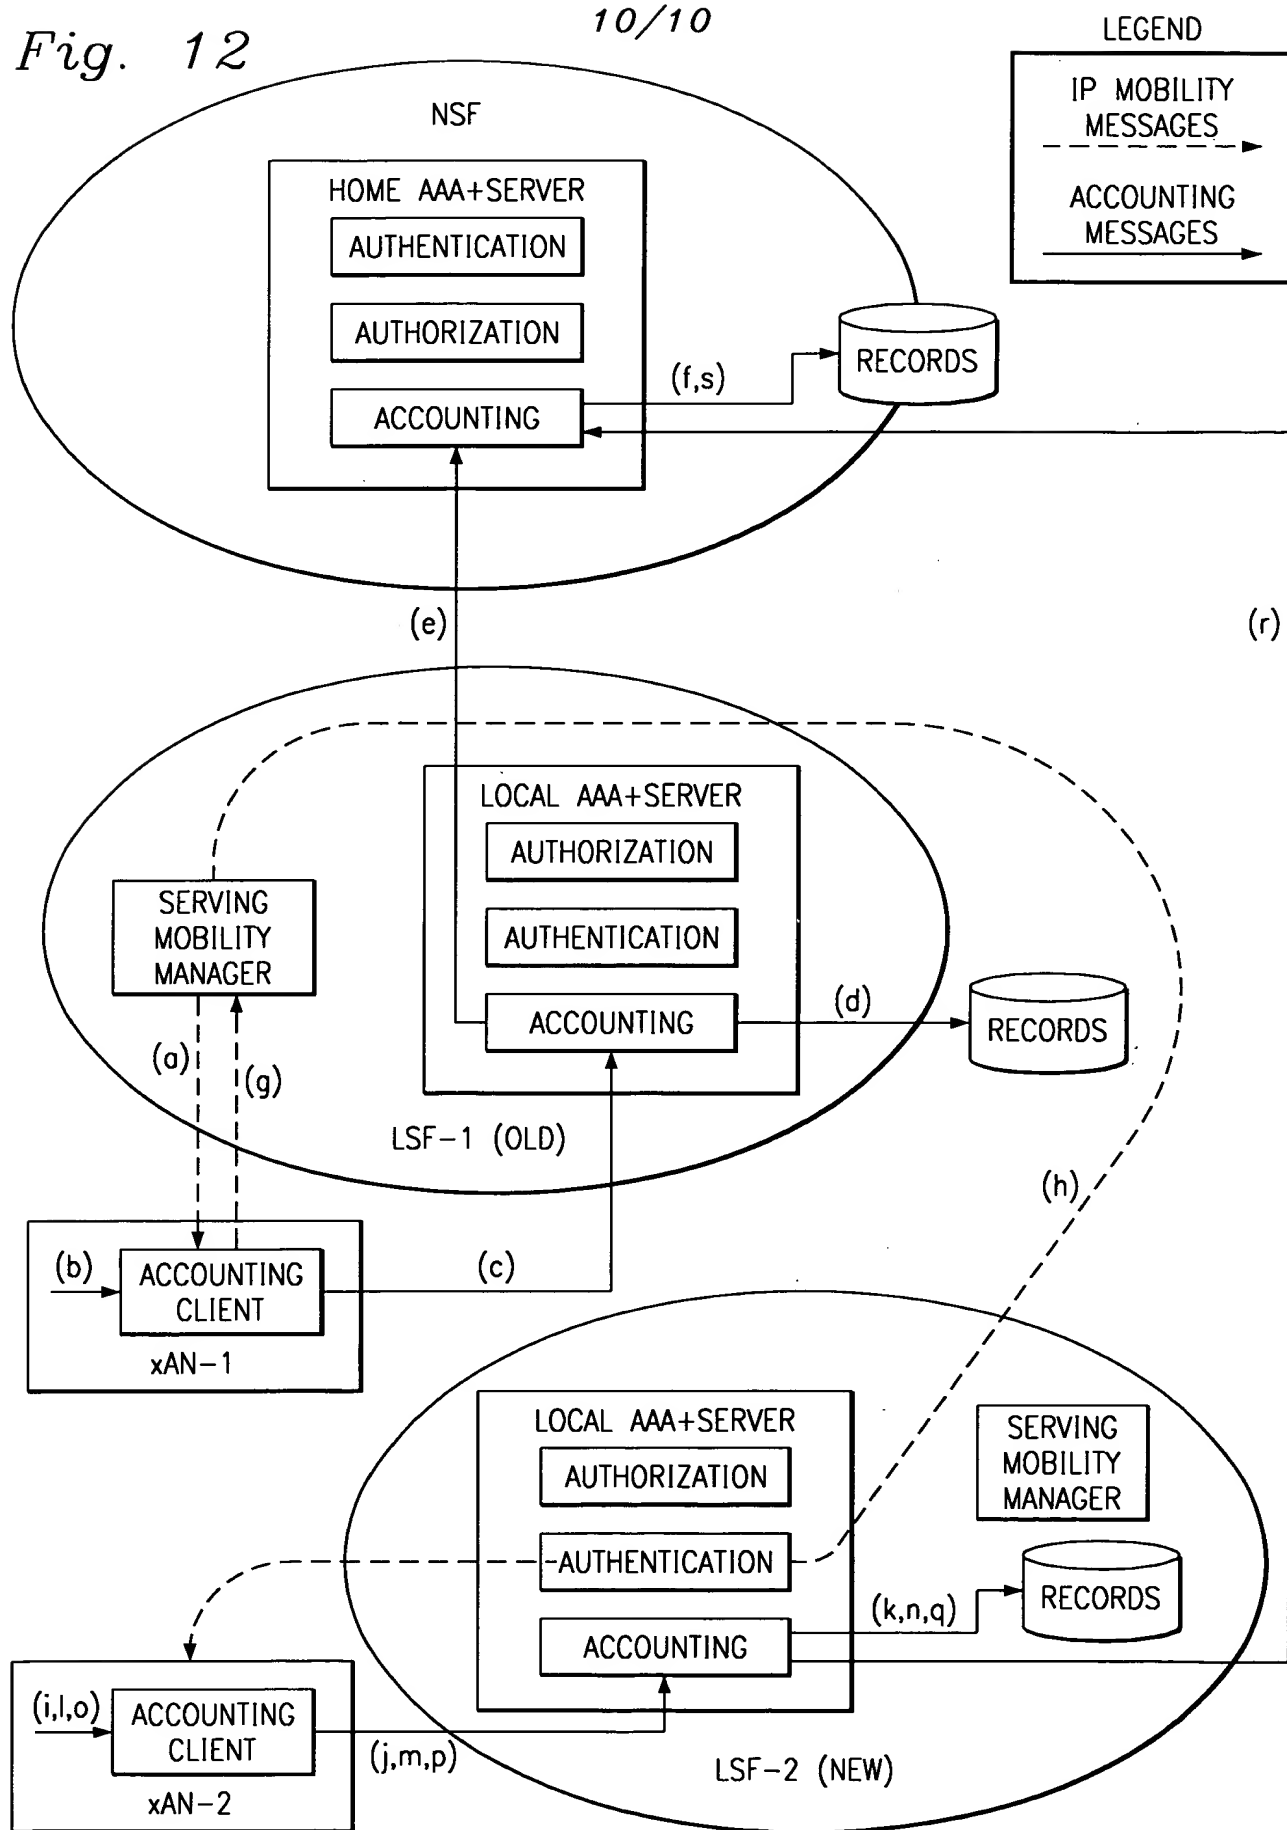 10/10
Fig. 12
LEGEND
IP MOBILITY
MESSAGES
ACCOUNTING
MESSAGES
NSF
HOME AAA+SERVER
AUTHENTICATION
AUTHORIZATION
ACCOUNTING
(f,s)
RECORDS
(e)
(r)
LOCAL AAA+SERVER
AUTHORIZATION
AUTHENTICATION
ACCOUNTING
SERVING
MOBILITY
MANAGER
(d)
RECORDS
(a)
(g)
LSF-1 (OLD)
(h)
(b)
ACCOUNTING
CLIENT
(c)
xAN-1
LOCAL AAA+SERVER
AUTHORIZATION
AUTHENTICATION
ACCOUNTING
SERVING
MOBILITY
MANAGER
(k,n,q)
RECORDS
(i,l,o)
ACCOUNTING
CLIENT
(j,m,p)
xAN-2
LSF-2 (NEW)